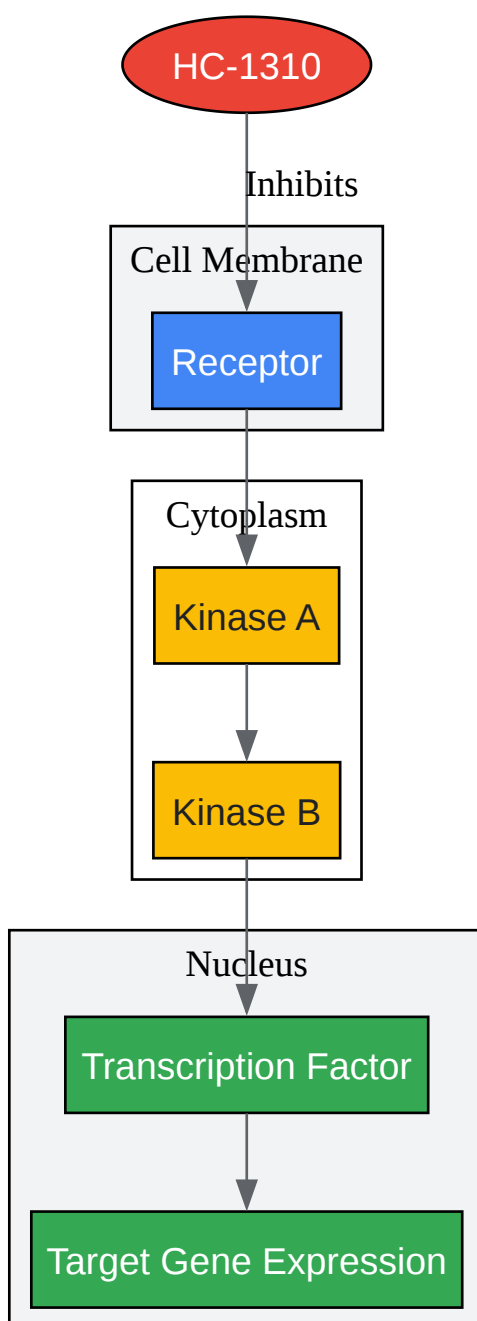 HC-1310
Inhibits
Cell Membrane
Receptor
Cytoplasm
Kinase A
Kinase B
Nucleus
Transcription Factor
Target Gene Expression